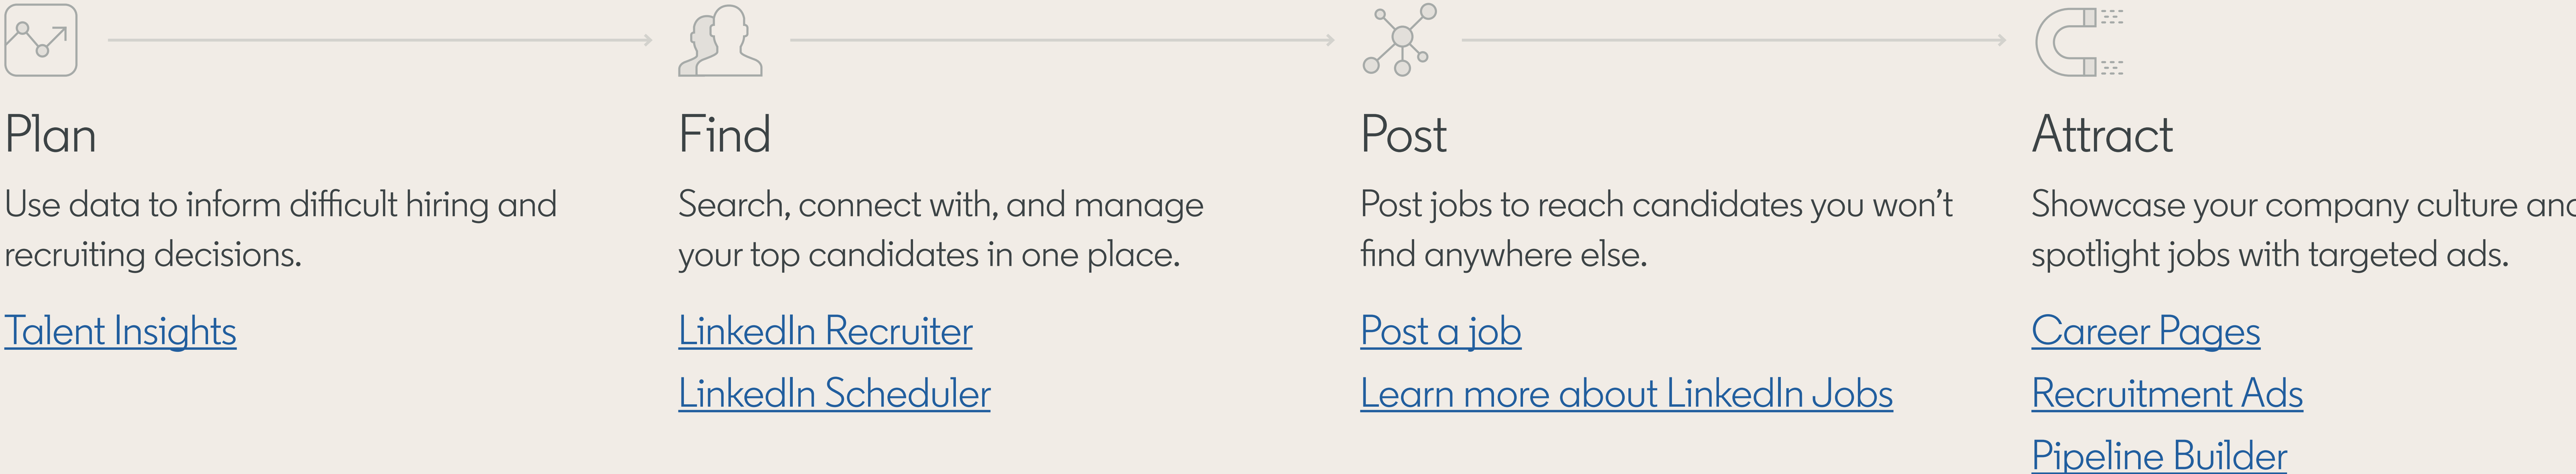 Plan
Use data to inform difficult hiring and
recruiting decisions.
Talent Insights
Find
Search, connect with, and manage
your top candidates in one place.
LinkedIn Recruiter
LinkedIn Scheduler
Post
Post jobs to reach candidates you won’t
find anywhere else.
Post a job
Learn more about LinkedIn Jobs
Attract
Showcase your company culture and
spotlight jobs with targeted ads.
Career Pages
Recruitment Ads
Pipeline Builder